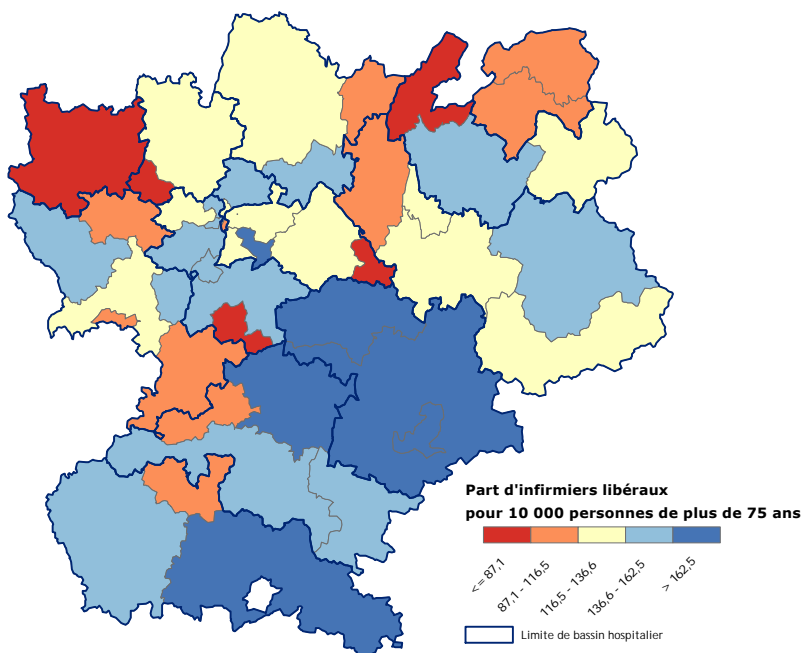 Part d'infirmiers libéraux
pour 10 000 personnes de plus de 75 ans
<= 87,1
87,1 - 116,5
116,5 - 136,6
136,6 - 162,5
> 162,5
Limite de bassin hospitalier